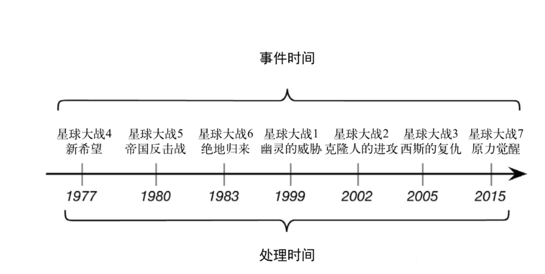 事件时间
星球大战4 星球大战5 星球大战6 星球大战1 星球大战2 星球大战3 星球大战7
新希望 帝国反击战 绝地归来 幽灵的威胁 克隆人的进攻 西斯的复仇 原力觉醒
1977 1980 1983 1999 2002 2005 2015
处理时间